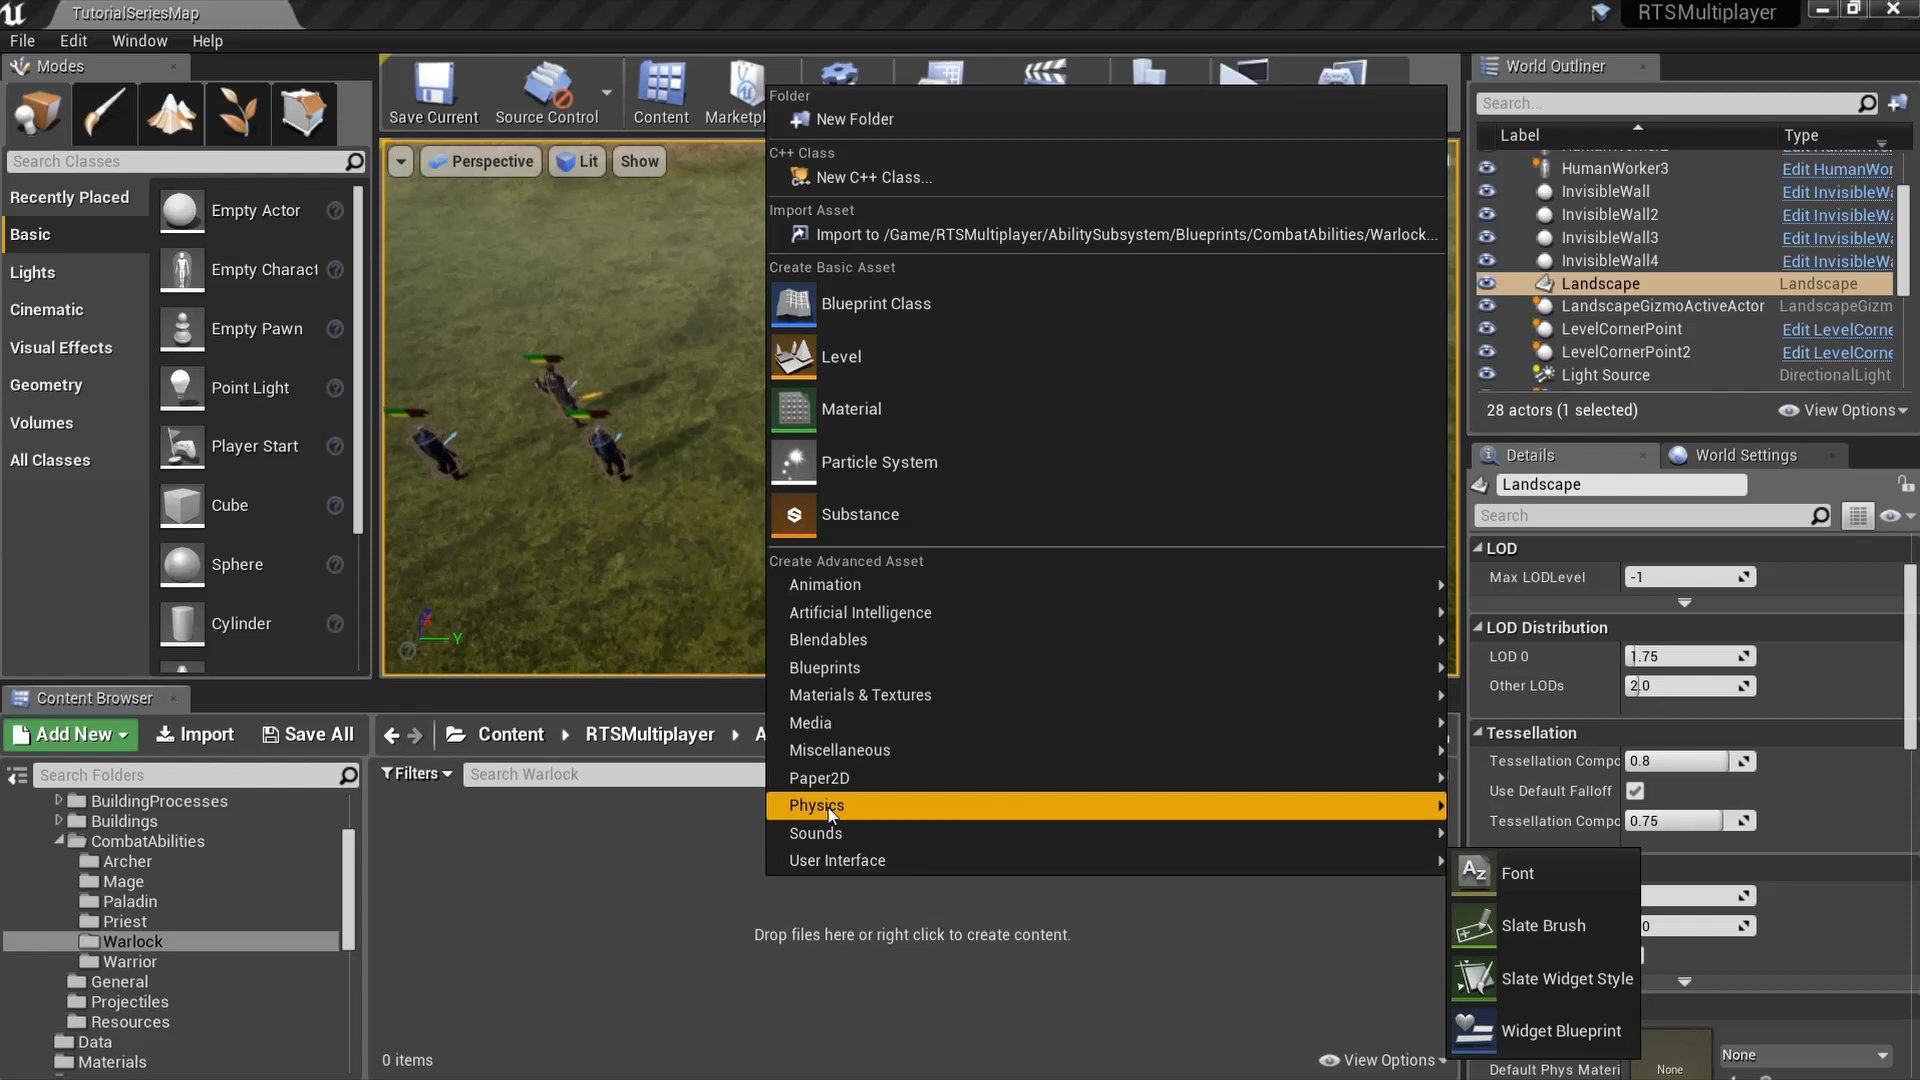 TutorialSeriesMap
RTSMultiplayer
File Edit Window Help
Modes
Search Classes
Recently Placed
Basic
Lights
Cinematic
Visual Effects
Geometry
Volumes
All Classes
Empty Actor
Empty Charact
Empty Pawn
Point Light
Player Start
Cube
Sphere
Cylinder
Save Current
Source Control
Content
Marketpl
Perspective
Lit
Show
X
Y
Folder
New Folder
C++ Class
New C++ Class...
Import Asset
Import to /Game/RTSMultiplayer/AbilitySubsystem/Blueprints/CombatAbilities/Warlock...
Create Basic Asset
Blueprint Class
Level
Material
Particle System
Substance
Create Advanced Asset
Animation
Artificial Intelligence
Blendables
Blueprints
Materials & Textures
Media
Miscellaneous
Paper2D
Physics
Sounds
User Interface
Font
Slate Brush
Slate Widget Style
Widget Blueprint
World Outliner
Search...
Label Type
HumanWorker3 Edit HumanWor
InvisibleWall Edit InvisibleWa
InvisibleWall2 Edit InvisibleWa
InvisibleWall3 Edit InvisibleWa
InvisibleWall4 Edit InvisibleWa
Landscape Landscape
LandscapeGizmoActiveActor LandscapeGizm
LevelCornerPoint Edit LevelCorne
LevelCornerPoint2 Edit LevelCorne
Light Source DirectionalLight
28 actors (1 selected) View Options
Details World Settings
Landscape
Search
LOD
Max LODLevel -1
LOD Distribution
LOD 0 1.75
Other LODs 2.0
Tessellation
Tessellation Compo 0.8
Use Default Falloff
Tessellation Compo 0.75
0
Default Phys Materi None
None
Content Browser
Add New Import Save All
Content RTSMultiplayer A
Search Folders
Filters
Search Warlock
BuildingProcesses
Buildings
CombatAbilities
Archer
Mage
Paladin
Priest
Warlock
Warrior
General
Projectiles
Resources
Data
Materials
Drop files here or right click to create content.
0 items
View Options